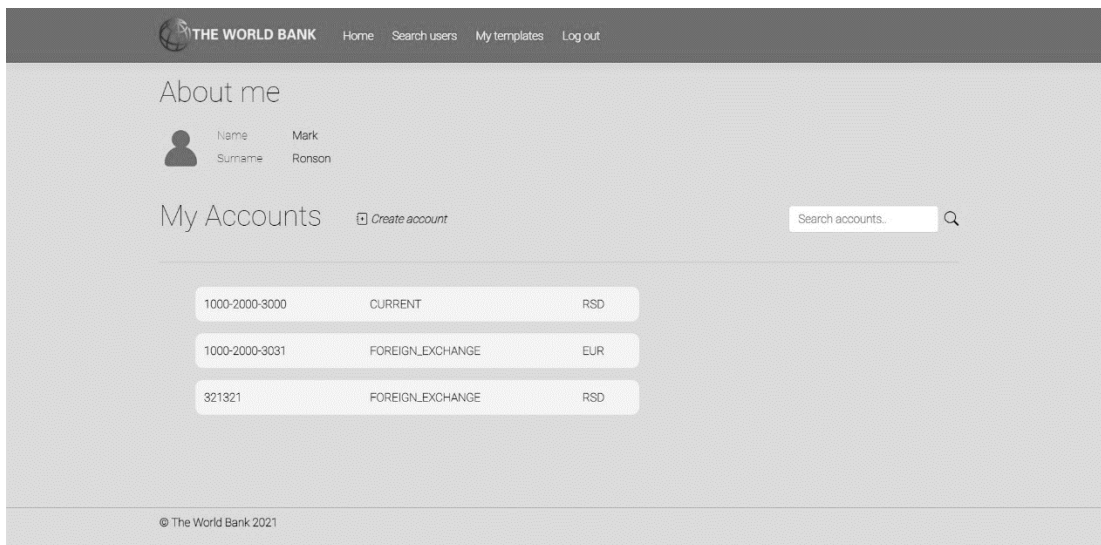 THE WORLD BANK Home Search users My templates Log out
About me
Name Mark
Surname Ronson
My Accounts Create account Search accounts..
1000-2000-3000 CURRENT RSD
1000-2000-3031 FOREIGN_EXCHANGE EUR
321321 FOREIGN_EXCHANGE RSD
© The World Bank 2021